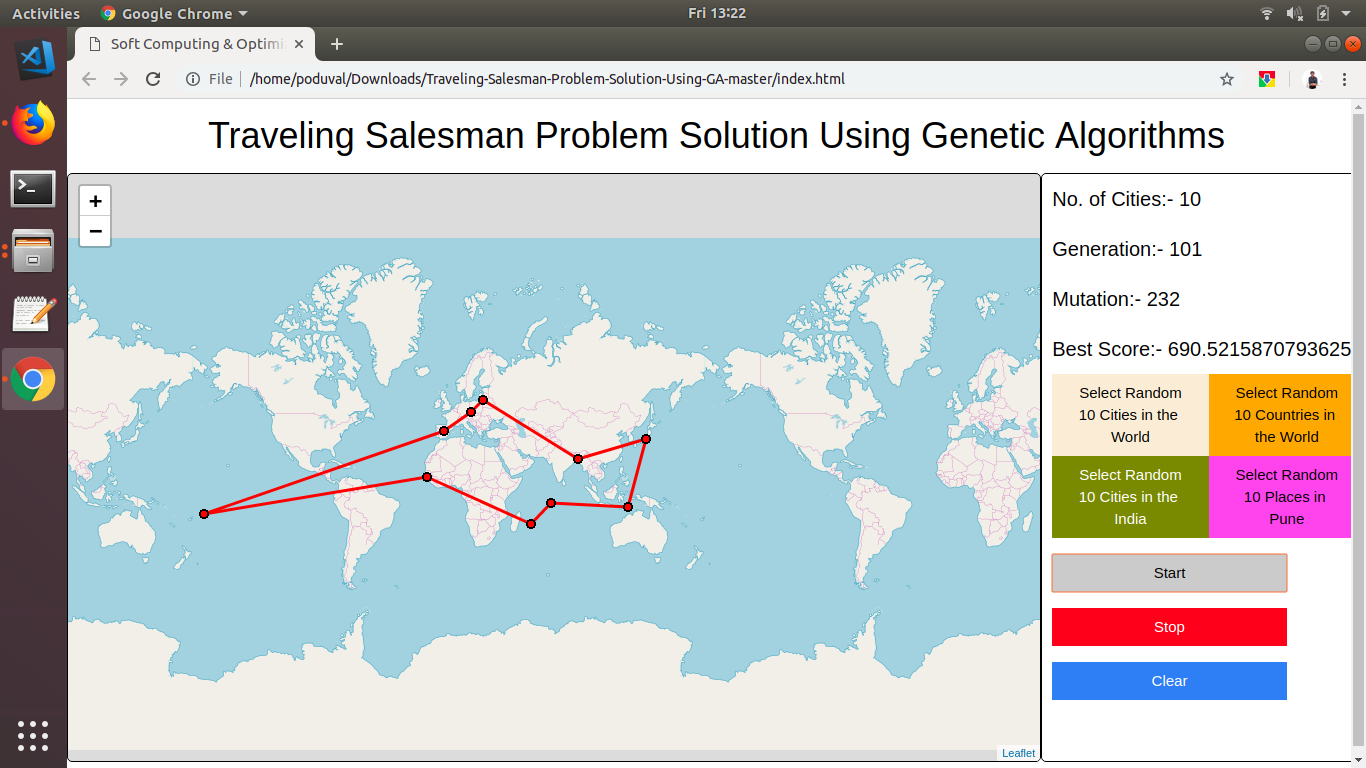 Activities
Google Chrome
Fri 13:22
Soft Computing & Optimi
File
/home/poduval/Downloads/Traveling-Salesman-Problem-Solution-Using-GA-master/index.html
Traveling Salesman Problem Solution Using Genetic Algorithms
+
−
No. of Cities:- 10
Generation:- 101
Mutation:- 232
Best Score:- 690.5215870793625
Select Random
10 Cities in the
World
Select Random
10 Countries in
the World
Select Random
10 Cities in the
India
Select Random
10 Places in
Pune
Start
Stop
Clear
Leaflet